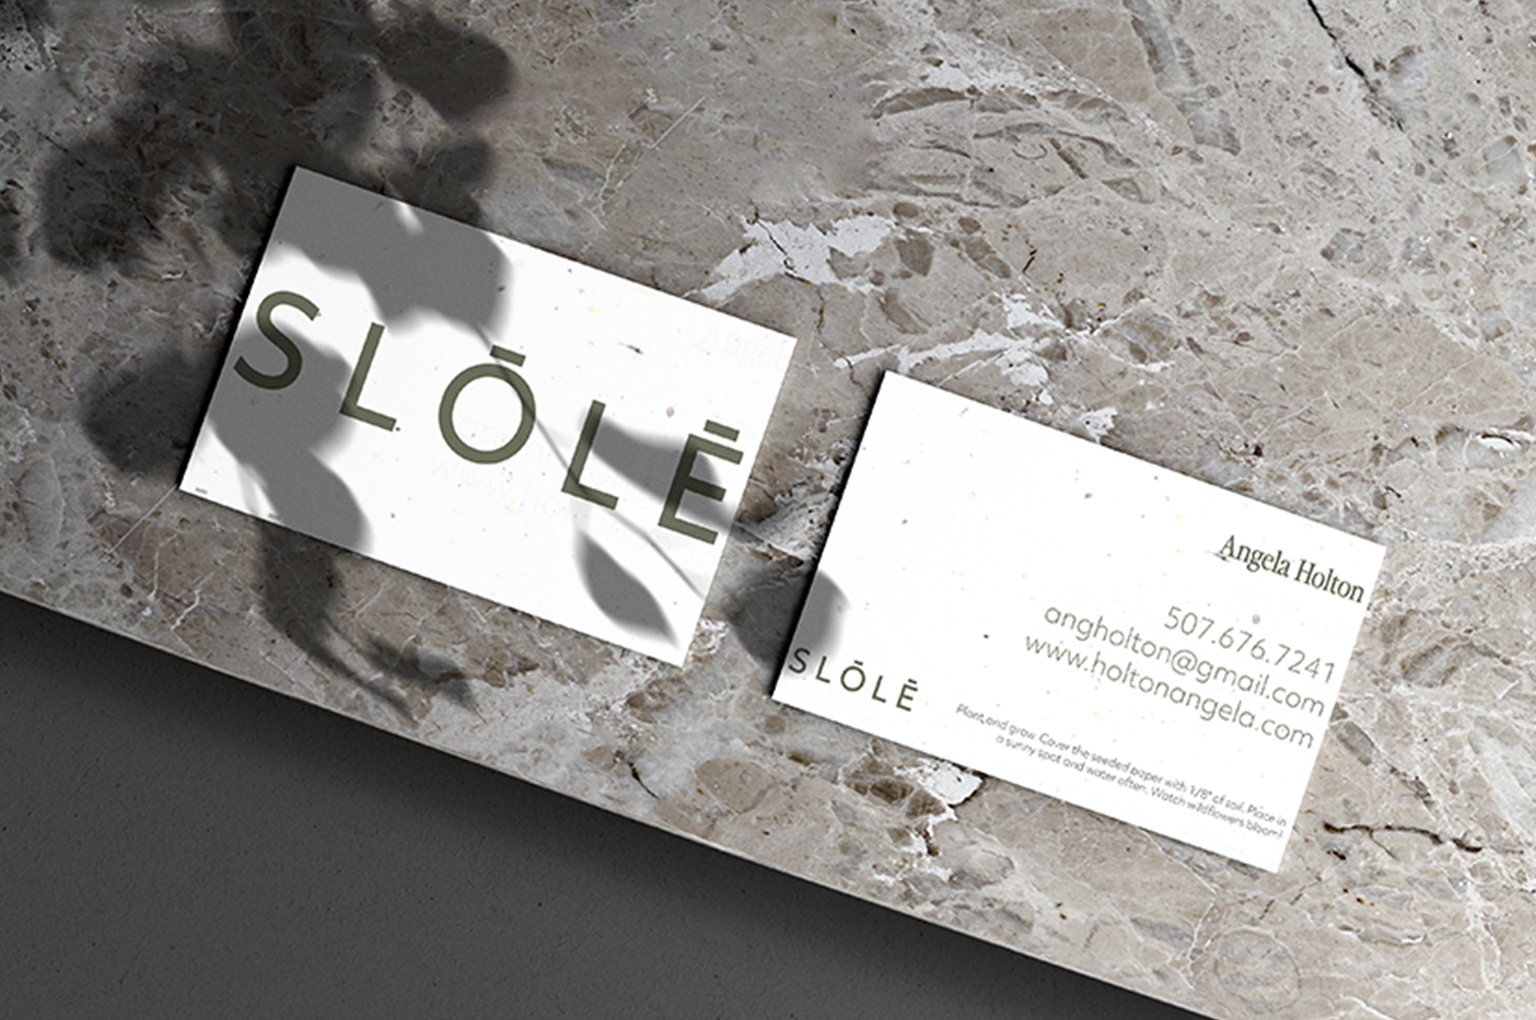 SLŌLĒ
Angela Holton
507.676.7241
angholton@gmail.com
www.holtonangela.com
SLŌLĒ
Plant and grow. Cover the seeded paper with 1/8" of soil. Place in
a sunny spot and water often. Watch wildflowers bloom!